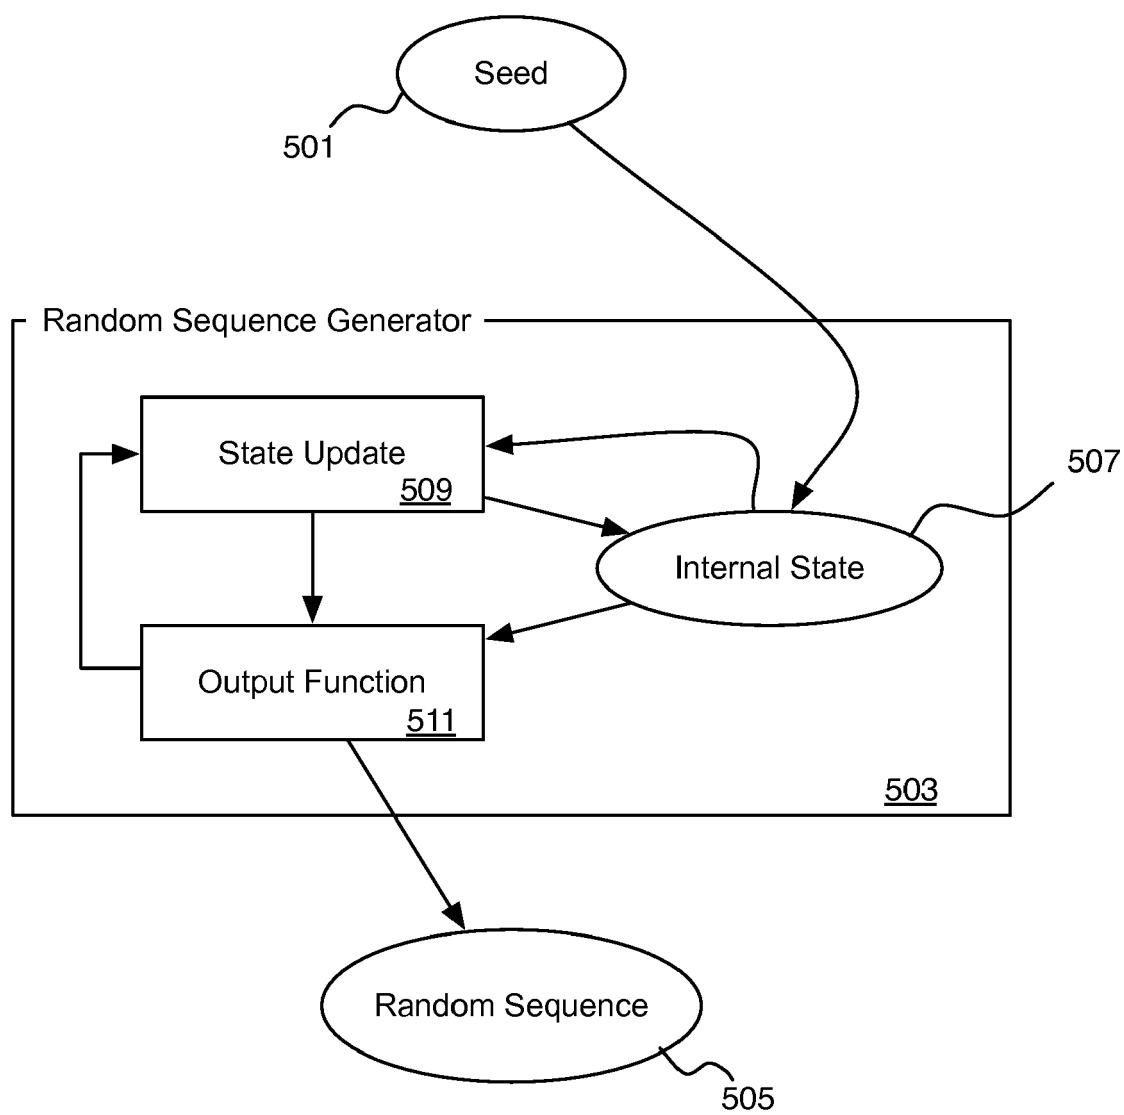 Seed
501
Random Sequence Generator
State Update
509
507
Internal State
Output Function
511
503
Random Sequence
505